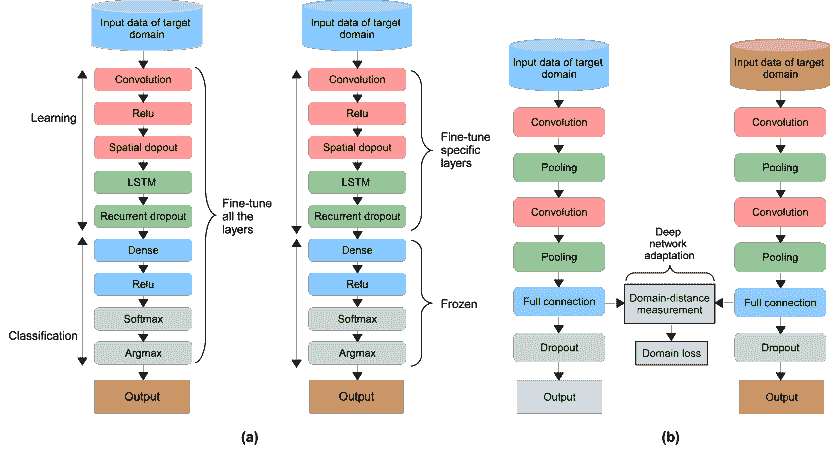 Input data of target
domain
Convolution
Relu
Spatial dopout
LSTM
Recurrent dropout
Dense
Relu
Softmax
Argmax
Output
Learning
Classification
Fine-tune
all the
layers
Input data of target
domain
Convolution
Relu
Spatial dopout
LSTM
Recurrent dropout
Dense
Relu
Softmax
Argmax
Output
Fine-tune
specific
layers
Frozen
(a)
Input data of target
domain
Convolution
Pooling
Convolution
Pooling
Full connection
Dropout
Output
Deep
network
adaptation
Domain-distance
measurement
Domain loss
Input data of target
domain
Convolution
Pooling
Convolution
Pooling
Full connection
Dropout
Output
(b)